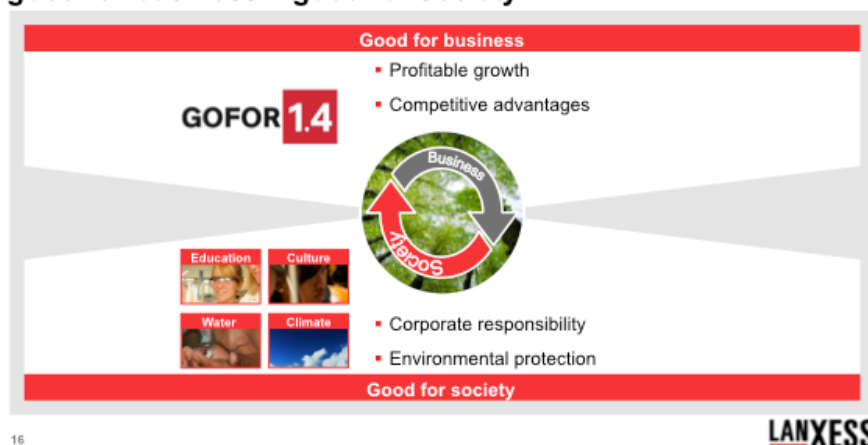 Good for business
▪ Profitable growth
▪ Competitive advantages
GOFOR 1.4
Business
Society
Education
Culture
Water
Climate
▪ Corporate responsibility
▪ Environmental protection
Good for society
16
LANXESS